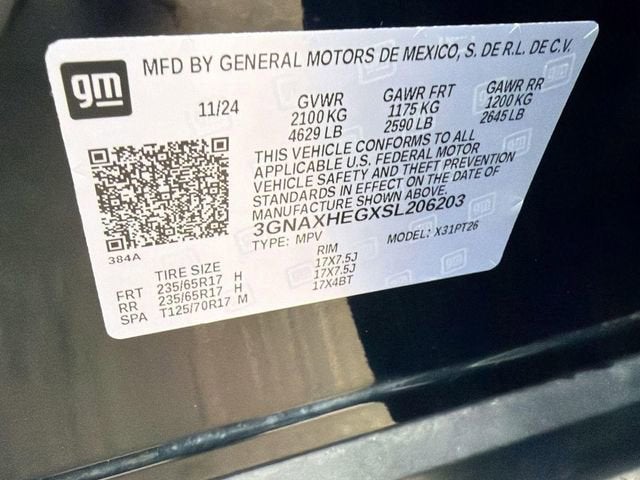 gm
MFD BY GENERAL MOTORS DE MEXICO, S. DE R.L. DE C.V.
11/24 GVWR GAWR FRT GAWR RR
2100 KG 1175 KG 1200 KG
4629 LB 2590 LB 2645 LB
THIS VEHICLE CONFORMS TO ALL
APPLICABLE U.S. FEDERAL MOTOR
VEHICLE SAFETY AND THEFT PREVENTION
STANDARDS IN EFFECT ON THE DATE OF
MANUFACTURE SHOWN ABOVE.
3GNAXHEGXSL206203
TYPE: MPV MODEL: X31PT26
384A
TIRE SIZE RIM
FRT 235/65R17 H 17X7.5J
RR 235/65R17 H 17X7.5J
SPA T125/70R17 M 17X4BT